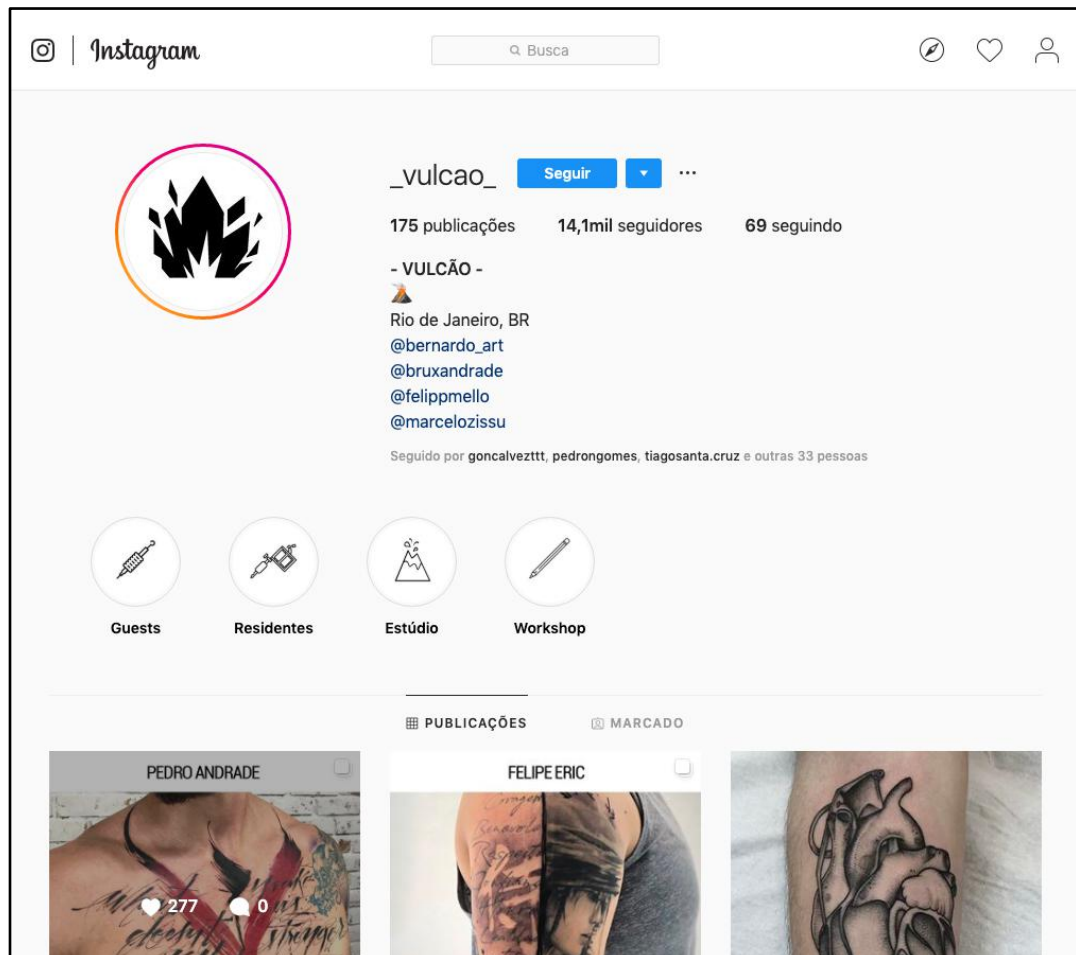 Instagram
Busca
_vulcao_ Seguir ...
175 publicações 14,1mil seguidores 69 seguindo
- VULCÃO -
Rio de Janeiro, BR
@bernardo_art
@bruxandrade
@felippmello
@marcelozissu
Seguido por goncalvezttt, pedrongomes, tiagosanta.cruz e outras 33 pessoas
Guests Residentes Estúdio Workshop
PUBLICAÇÕES MARCADO
PEDRO ANDRADE FELIPE ERIC
277 0